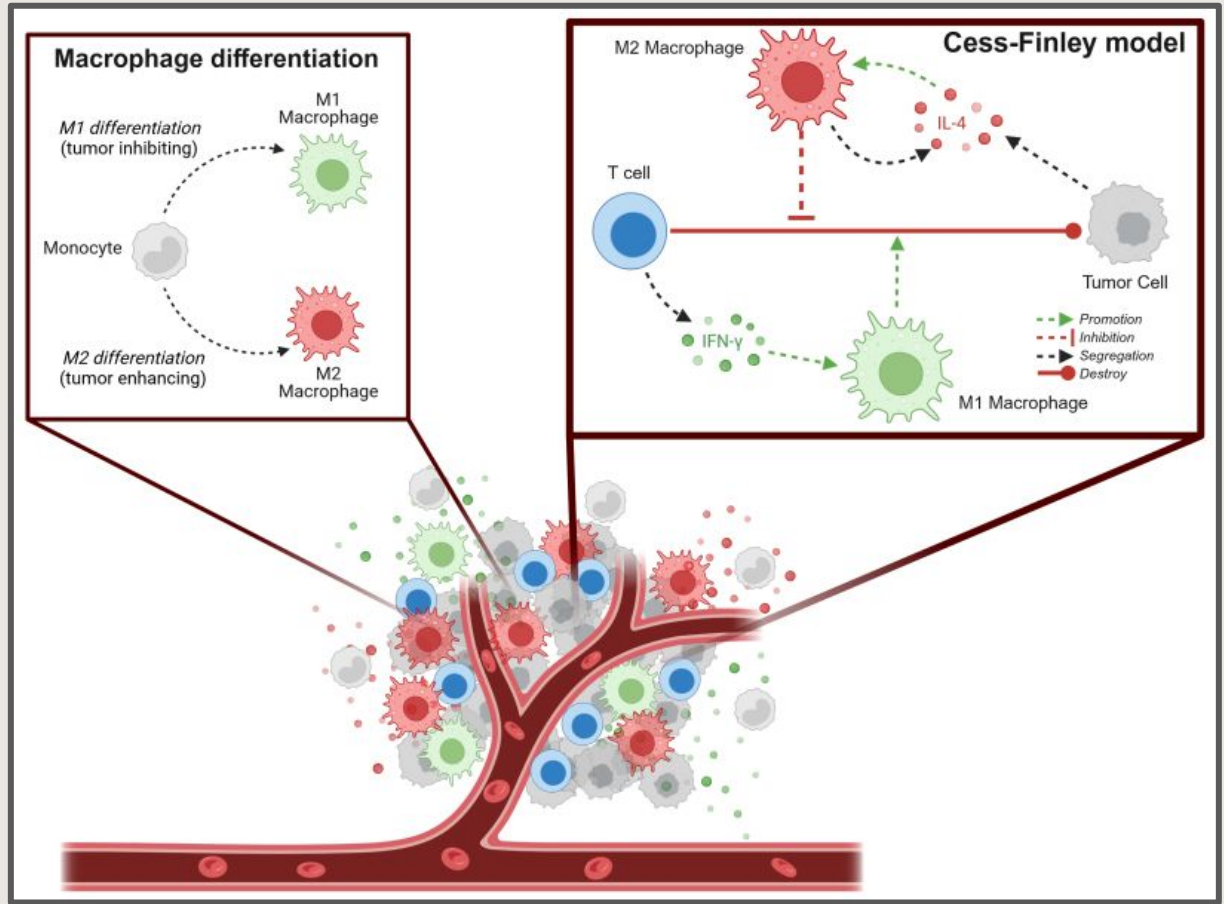 Macrophage differentiation
M1 differentiation
(tumor inhibiting)
M1
Macrophage
Monocyte
M2 differentiation
(tumor enhancing)
M2
Macrophage
Cess-Finley model
M2 Macrophage
IL-4
T cell
Tumor Cell
IFN-γ
M1 Macrophage
Promotion
Inhibition
Segregation
Destroy